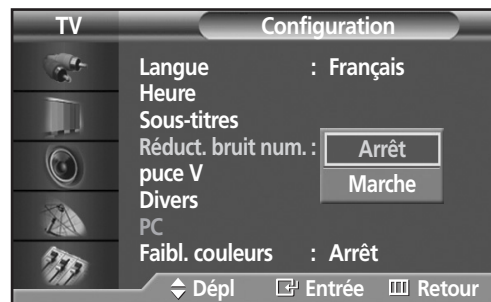 TV Configuration
Langue : Français
Heure
Sous-titres
Réduct. bruit num. : Arrêt
Marche
puce V
Divers
PC
Faibl. couleurs : Arrêt
Dépl Entrée Retour